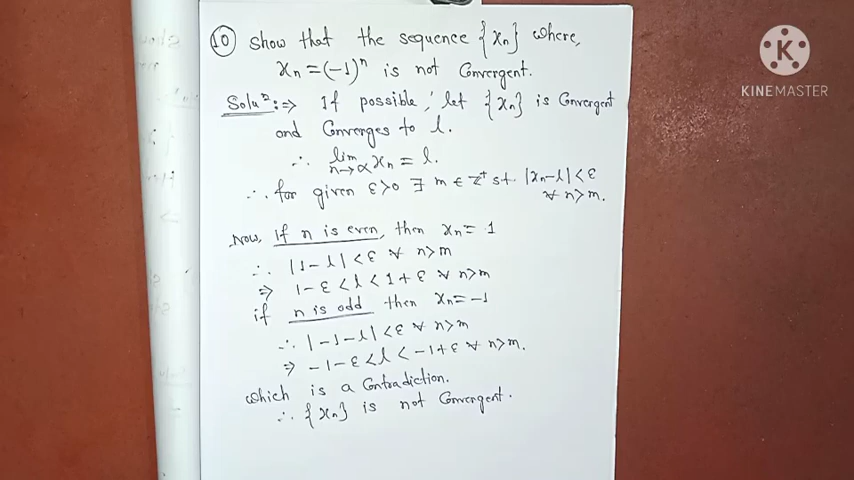 10 Show that the sequence {xn} where,
xn = (-1)^n is not Convergent.
Solun :=> If possible, let {xn} is Convergent
and Converges to l.
∴ lim n→∝ xn = l.
∴ for given ε>0 ∃ m ∈ Z+ s.t. |xn-l|<ε
∀ n>m.
Now, if n is even, then xn = 1
∴ |1-l|<ε ∀ n>m
⇒ 1-ε<l<1+ε ∀ n>m
if n is odd then xn=-1
∴ |-1-l|<ε ∀ n>m
⇒ -1-ε<l<-1+ε ∀ n>m.
which is a Contradiction.
∴ {xn} is not Convergent.
K
KINEMASTER